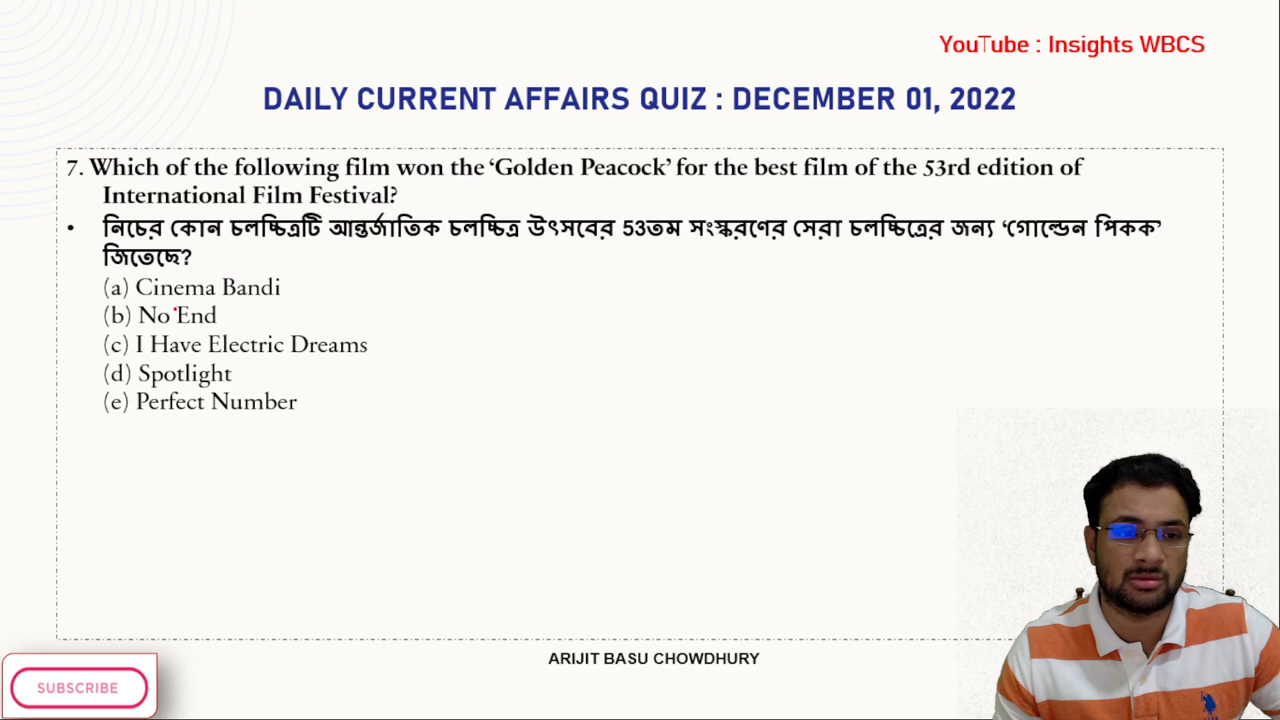 YouTube : Insights WBCS
DAILY CURRENT AFFAIRS QUIZ : DECEMBER 01, 2022
7. Which of the following film won the ‘Golden Peacock’ for the best film of the 53rd edition of
International Film Festival?
• নিচের কোন চলচ্চিত্রটি আন্তর্জাতিক চলচ্চিত্র উৎসবের 53তম সংস্করণের সেরা চলচ্চিত্রের জন্য ‘গোল্ডেন পিকক’
জিতেছে?
(a) Cinema Bandi
(b) No End
(c) I Have Electric Dreams
(d) Spotlight
(e) Perfect Number
ARIJIT BASU CHOWDHURY
SUBSCRIBE